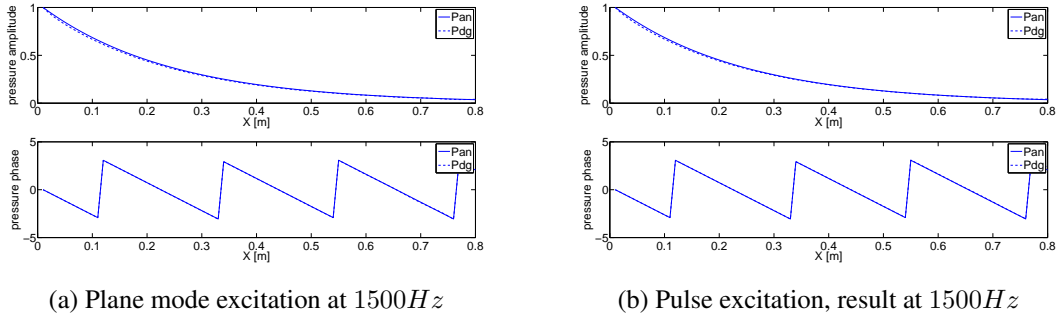 pressure amplitude
1
0.5
0
Pan
Pdg
0 0.1 0.2 0.3 0.4 0.5 0.6 0.7 0.8
X [m]
pressure phase
5
0
−5
Pan
Pdg
0 0.1 0.2 0.3 0.4 0.5 0.6 0.7 0.8
X [m]
(a) Plane mode excitation at 1500Hz
pressure amplitude
1
0.5
0
Pan
Pdg
0 0.1 0.2 0.3 0.4 0.5 0.6 0.7 0.8
X [m]
pressure phase
5
0
−5
Pan
Pdg
0 0.1 0.2 0.3 0.4 0.5 0.6 0.7 0.8
X [m]
(b) Pulse excitation, result at 1500Hz